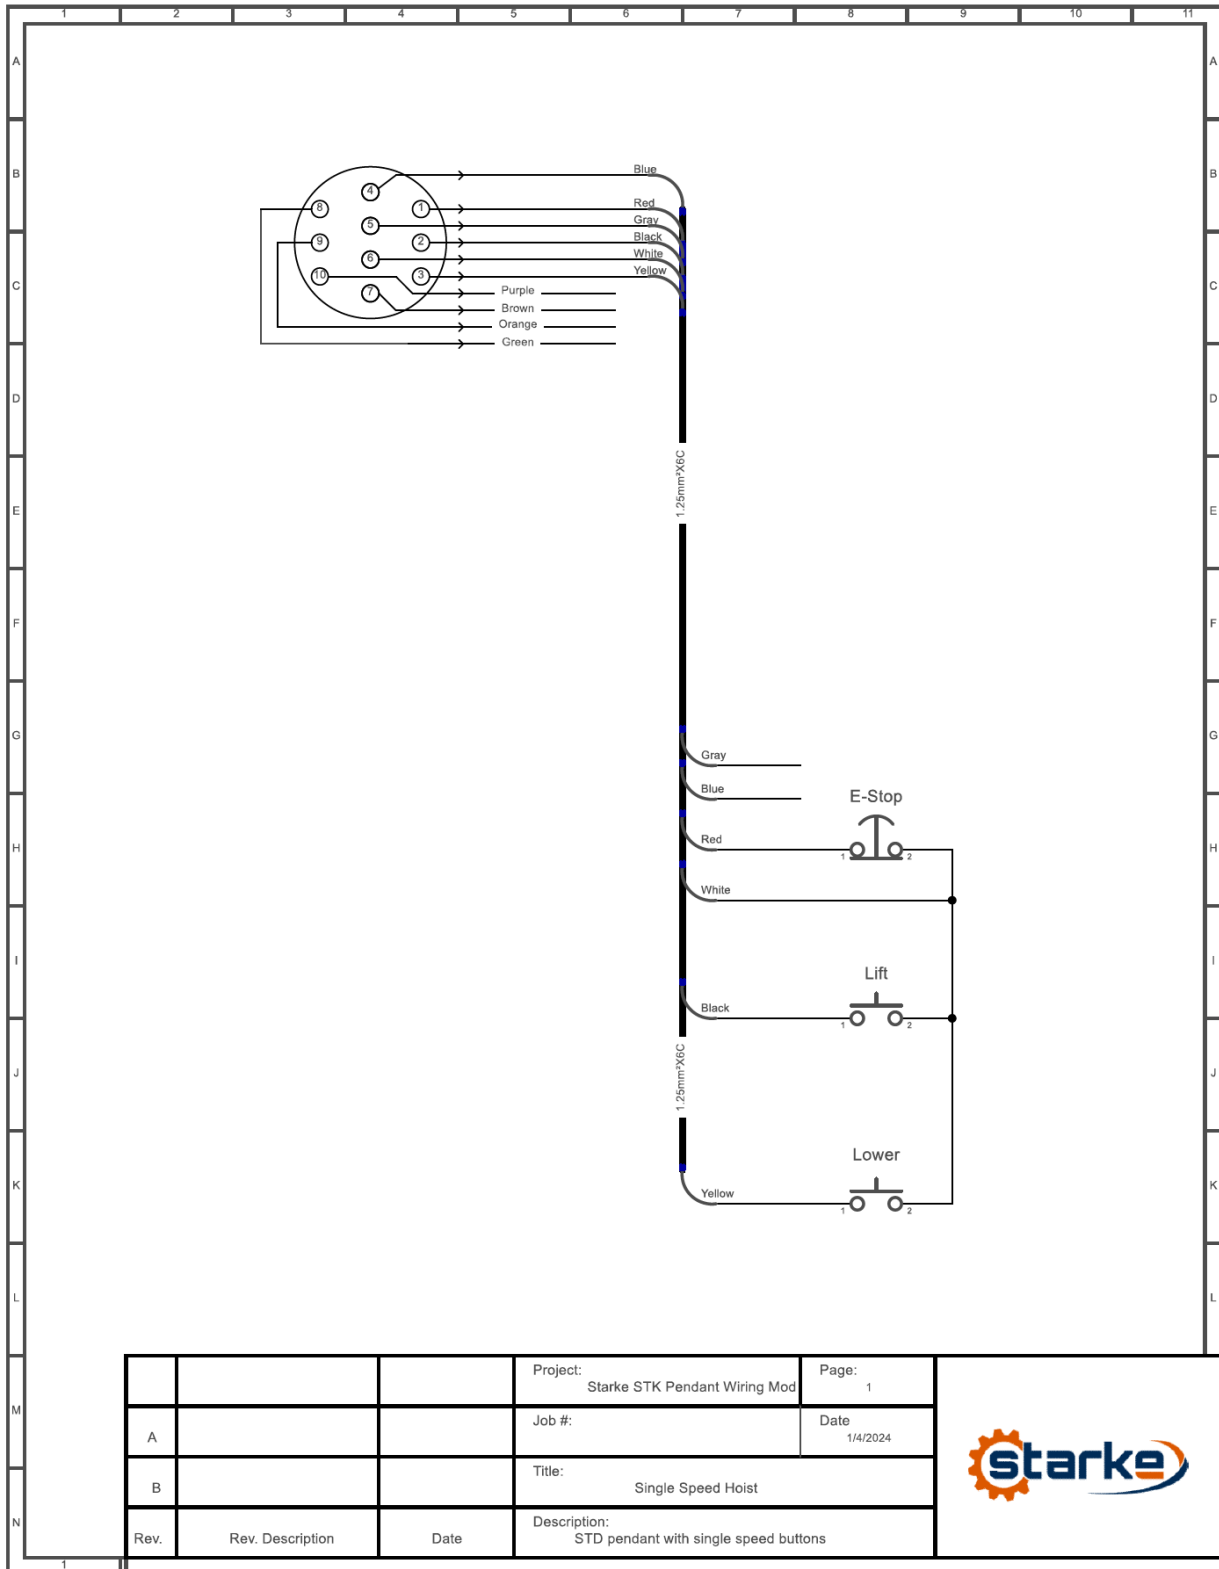 1 2 3 4 5 6 7 8 9 10 11
A A
B B
C C
D D
E E
F F
G G
H H
I I
J J
K K
L L
M
N
1
4
8 1
5
9 2
6
10 3
7
Blue
Red
Gray
Black
White
Yellow
Purple
Brown
Orange
Green
1.25mm²X6C
Gray
Blue
E-Stop
Red
1 2
White
Lift
Black
1 2
1.25mm²X6C
Lower
Yellow
1 2
Project:
Starke STK Pendant Wiring Mod
Page:
1
A
Job #:
Date
1/4/2024
B
Title:
Single Speed Hoist
Rev. Rev. Description Date
Description:
STD pendant with single speed buttons
starke